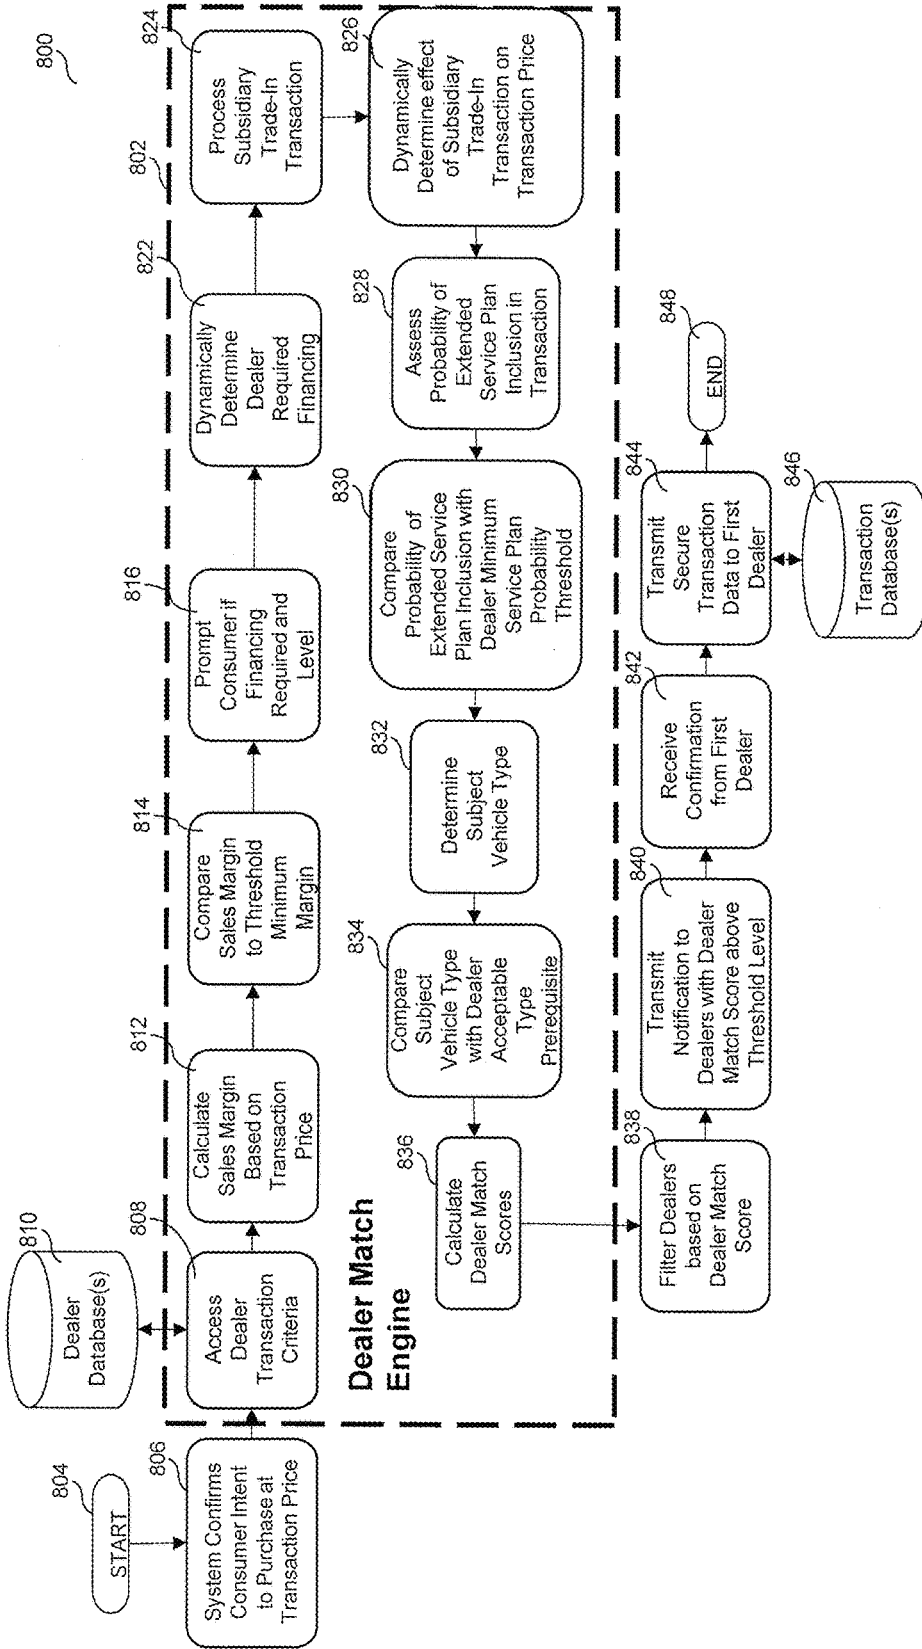 800
804
START
806
System Confirms
Consumer Intent
to Purchase at
Transaction Price
810
Dealer
Database(s)
802
808
Access
Dealer
Transaction
Criteria
812
Calculate
Sales Margin
Based on
Transaction
Price
814
Compare
Sales Margin
to Threshold
Minimum
Margin
816
Prompt
Consumer if
Financing
Required and
Level
822
Dynamically
Determine
Dealer
Required
Financing
824
Process
Subsidiary
Trade-In
Transaction
826
Dynamically
Determine effect
of Subsidiary
Trade-In
Transaction on
Transaction Price
828
Assess
Probability of
Extended
Service Plan
Inclusion in
Transaction
830
Compare
Probability of
Extended Service
Plan Inclusion with
Dealer Minimum
Service Plan
Probability
Threshold
832
Determine
Subject
Vehicle Type
834
Compare
Subject
Vehicle Type
with Dealer
Acceptable
Type
Prerequisite
836
Calculate
Dealer Match
Scores
Dealer Match
Engine
838
Filter Dealers
based on
Dealer Match
Score
840
Transmit
Notification to
Dealers with Dealer
Match Score above
Threshold Level
842
Receive
Confirmation
from First
Dealer
844
Transmit
Secure
Transaction
Data to First
Dealer
846
Transaction
Database(s)
848
END